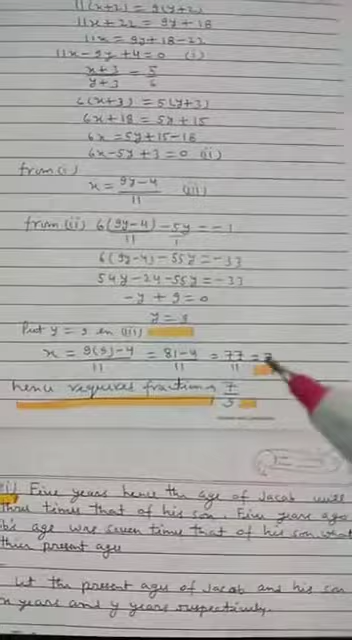 11(x+2) = 9(y+2)
11x+22 = 9y+18
11x = 9y+18-22
11x-9y+4=0 (i)
x+3/y+3 = 5/6
6(x+3) = 5(y+3)
6x+18 = 5y+15
6x = 5y+15-18
6x-5y+3=0 (ii)
from (i)
x = 9y-4/11 (iii)
from (ii) 6(9y-4)/11 - 5y/1 = -3
6(9y-4)-55y = -33
54y-24-55y = -33
-y+9=0
y = 9
Put y = 9 in (iii)
x = 9(9)-4/11 = 81-4/11 = 77/11 = 7
hence required fraction 7/9
Five years hence the age of Jacob will
three times that of his son. Five years ago
b's age was seven times that of his son what
their present ages
Let the present ages of Jacob and his son
x years and y years respectively.